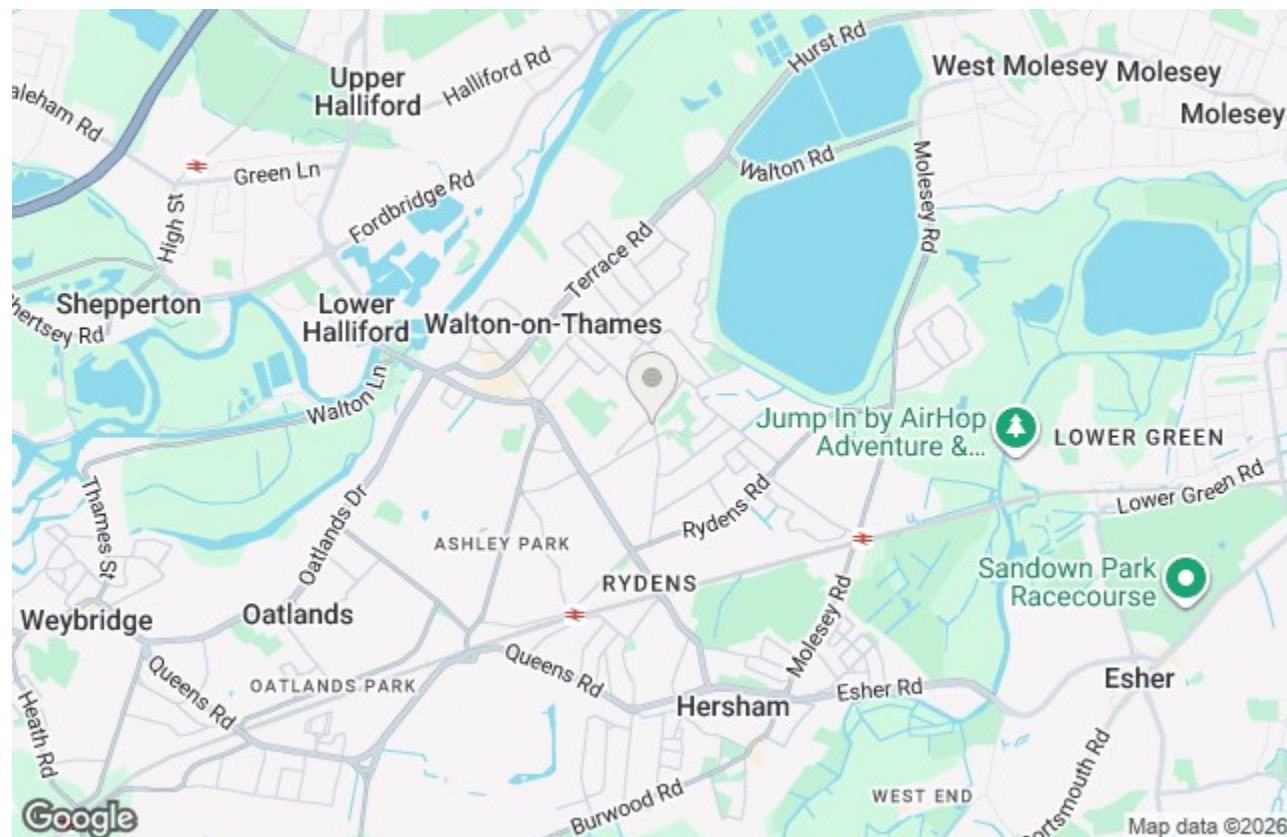 Upper
Halliford
Halliford Rd
Hurst Rd
West Molesey
Molesey
Molesey
aleham Rd
Green Ln
Walton Rd
Molesey Rd
High St
Fordbridge Rd
Terrace Rd
Shepperton
Lower
Halliford
Walton-on-Thames
hertsey Rd
Walton Ln
Jump In by AirHop
Adventure &...
LOWER GREEN
Thames St
Oatlands Dr
Rydens Rd
Lower Green Rd
ASHLEY PARK
RYDENS
Sandown Park
Racecourse
Weybridge
Oatlands
Molesey Rd
Queens Rd
Queens Rd
OATLANDS PARK
Esher Rd
Esher
Hersham
Heath Rd
Portsmouth Rd
Burwood Rd
WEST END
Google
Map data ©2026